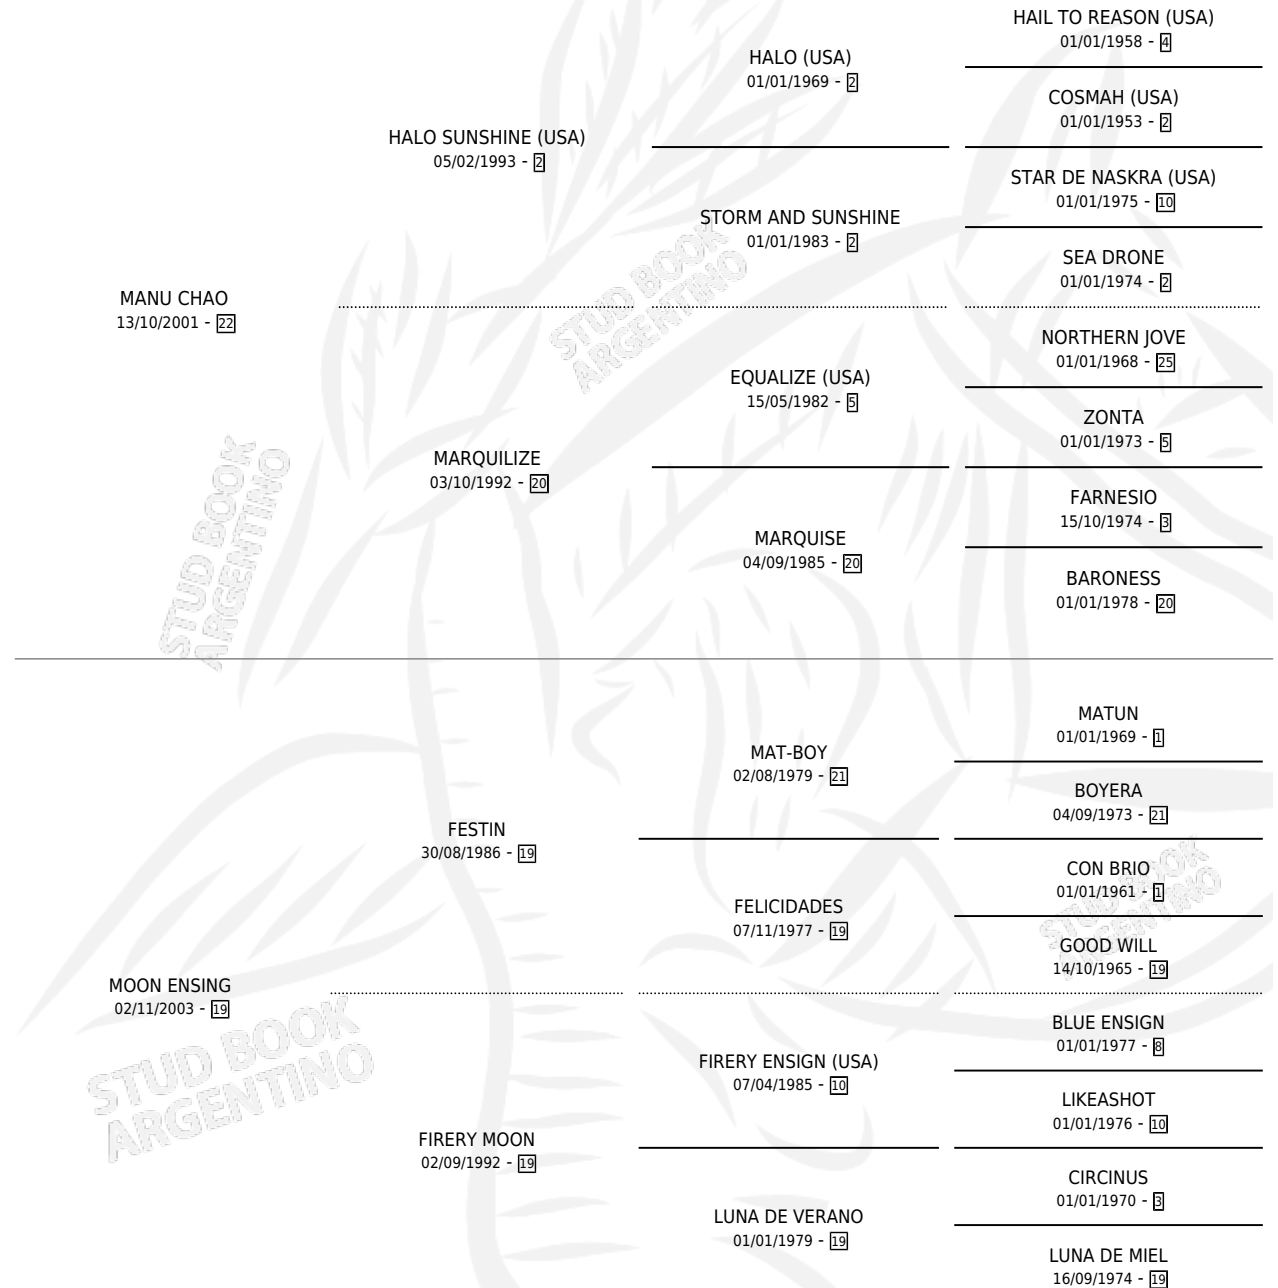 HAIL TO REASON (USA)
01/01/1958 - 4
HALO (USA)
01/01/1969 - 2
COSMAH (USA)
01/01/1953 - 2
HALO SUNSHINE (USA)
05/02/1993 - 2
STAR DE NASKRA (USA)
01/01/1975 - 10
STORM AND SUNSHINE
01/01/1983 - 2
SEA DRONE
01/01/1974 - 2
MANU CHAO
13/10/2001 - 22
STUD BOOK
ARGENTINO
NORTHERN JOVE
01/01/1968 - 25
EQUALIZE (USA)
15/05/1982 - 5
ZONTA
01/01/1973 - 5
MARQUILIZE
03/10/1992 - 20
FARNESIO
15/10/1974 - 3
MARQUISE
04/09/1985 - 20
BARONESS
01/01/1978 - 20
STUD BOOK
ARGENTINO
MATUN
01/01/1969 - 1
MAT-BOY
02/08/1979 - 21
BOYERA
04/09/1973 - 21
FESTIN
30/08/1986 - 19
CON BRIO
01/01/1961 - 1
FELICIDADES
07/11/1977 - 19
STUD BOOK
ARGENTINO
GOOD WILL
14/10/1965 - 19
MOON ENSING
02/11/2003 - 19
BLUE ENSIGN
01/01/1977 - 8
FIRERY ENSIGN (USA)
07/04/1985 - 10
STUD BOOK
ARGENTINO
LIKEASHOT
01/01/1976 - 10
FIRERY MOON
02/09/1992 - 19
CIRCINUS
01/01/1970 - 3
LUNA DE VERANO
01/01/1979 - 19
LUNA DE MIEL
16/09/1974 - 19